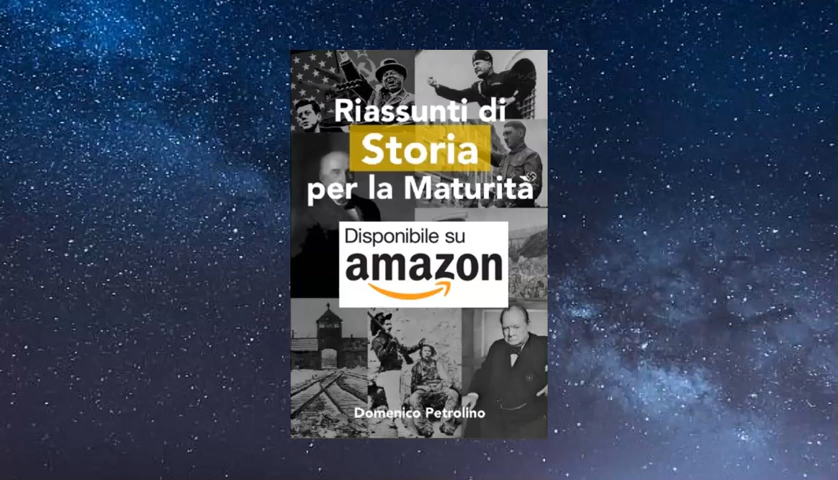 Riassunti di
Storia
per la Maturità
Disponibile su
amazon
Domenico Petrolino